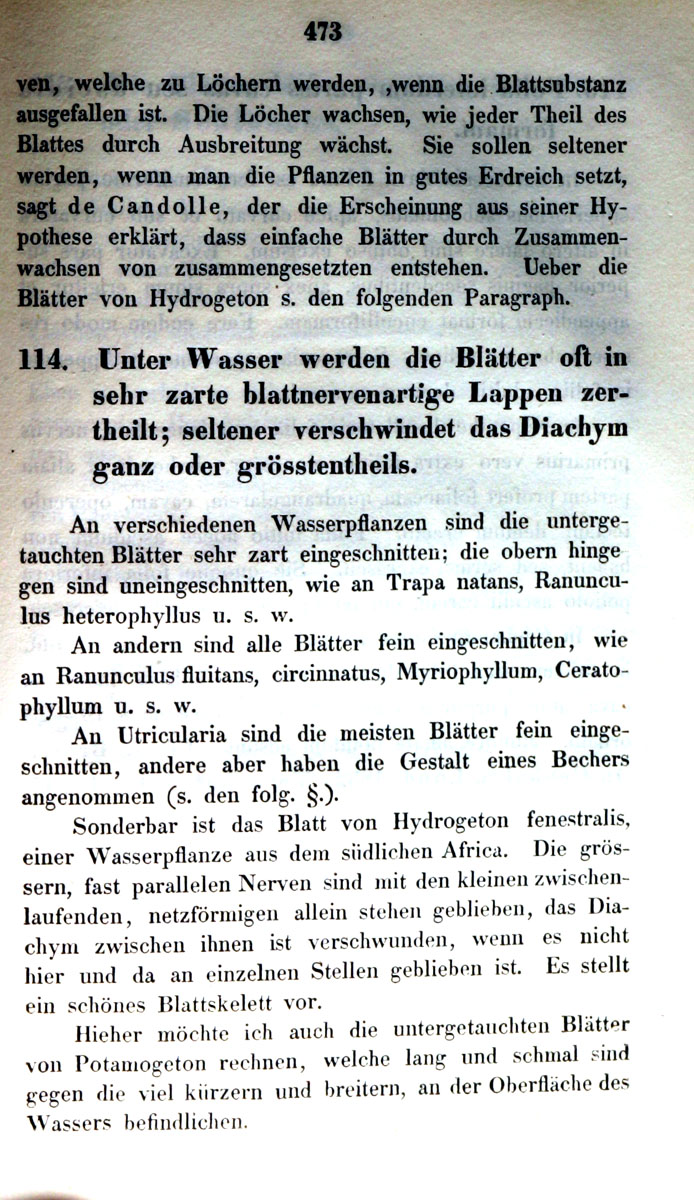 473
ven, welche zu Löchern werden, ,wenn die Blattsubstanz
ausgefallen ist. Die Löcher wachsen, wie jeder Theil des
Blattes durch Ausbreitung wächst. Sie sollen seltener
werden, wenn man die Pflanzen in gutes Erdreich setzt,
sagt de Candolle, der die Erscheinung aus seiner Hy-
pothese erklärt, dass einfache Blätter durch Zusammen-
wachsen von zusammengesetzten entstehen. Ueber die
Blätter von Hydrogeton s. den folgenden Paragraph.
114. Unter Wasser werden die Blätter oft in
sehr zarte blattnervenartige Lappen zer-
theilt; seltener verschwindet das Diachym
ganz oder grösstentheils.
An verschiedenen Wasserpflanzen sind die unterge-
tauchten Blätter sehr zart eingeschnitten; die obern hinge
gen sind uneingeschnitten, wie an Trapa natans, Ranuncu-
lus heterophyllus u. s. w.
An andern sind alle Blätter fein eingeschnitten, wie
an Ranunculus fluitans, circinnatus, Myriophyllum, Cerato-
phyllum u. s. w.
An Utricularia sind die meisten Blätter fein einge-
schnitten, andere aber haben die Gestalt eines Bechers
angenommen (s. den folg. §.).
Sonderbar ist das Blatt von Hydrogeton fenestralis,
einer Wasserpflanze aus dem südlichen Africa. Die grös-
sern, fast parallelen Nerven sind mit den kleinen zwischen-
laufenden, netzförmigen allein stehen geblieben, das Dia-
chym zwischen ihnen ist verschwunden, wenn es nicht
hier und da an einzelnen Stellen geblieben ist. Es stellt
ein schönes Blattskelett vor.
Hieher möchte ich auch die untergetauchten Blätter
von Potamogeton rechnen, welche lang und schmal sind
gegen die viel kürzern und breitern, an der Oberfläche des
Wassers befindlichen.